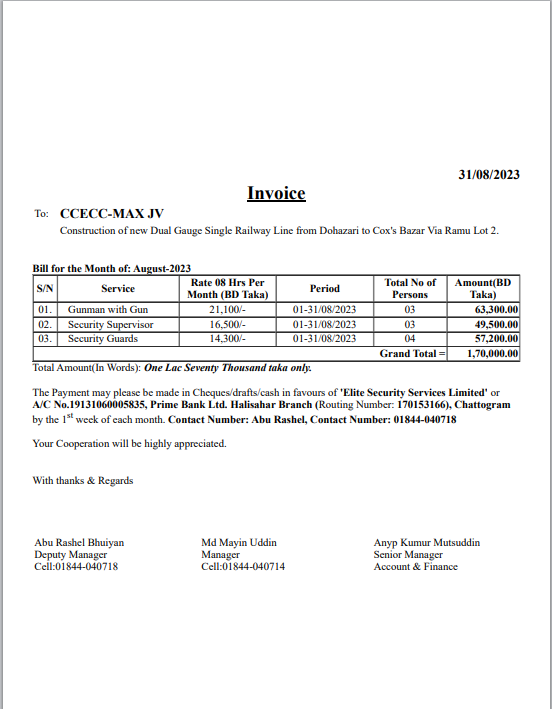 31/08/2023
Invoice
To: CCECC-MAX JV
Construction of new Dual Gauge Single Railway Line from Dohazari to Cox's Bazar Via Ramu Lot 2.
Bill for the Month of: August-2023
S/N Service Rate 08 Hrs Per Month (BD Taka) Period Total No of Persons Amount(BD Taka)
01. Gunman with Gun 21,100/- 01-31/08/2023 03 63,300.00
02. Security Supervisor 16,500/- 01-31/08/2023 03 49,500.00
03. Security Guards 14,300/- 01-31/08/2023 04 57,200.00
Grand Total = 1,70,000.00
Total Amount(In Words): One Lac Seventy Thousand taka only.
The Payment may please be made in Cheques/drafts/cash in favours of 'Elite Security Services Limited' or
A/C No.19131060005835, Prime Bank Ltd. Halisahar Branch (Routing Number: 170153166), Chattogram
by the 1st week of each month. Contact Number: Abu Rashel, Contact Number: 01844-040718
Your Cooperation will be highly appreciated.
With thanks & Regards
Abu Rashel Bhuiyan Md Mayin Uddin Anyp Kumur Mutsuddin
Deputy Manager Manager Senior Manager
Cell:01844-040718 Cell:01844-040714 Account & Finance